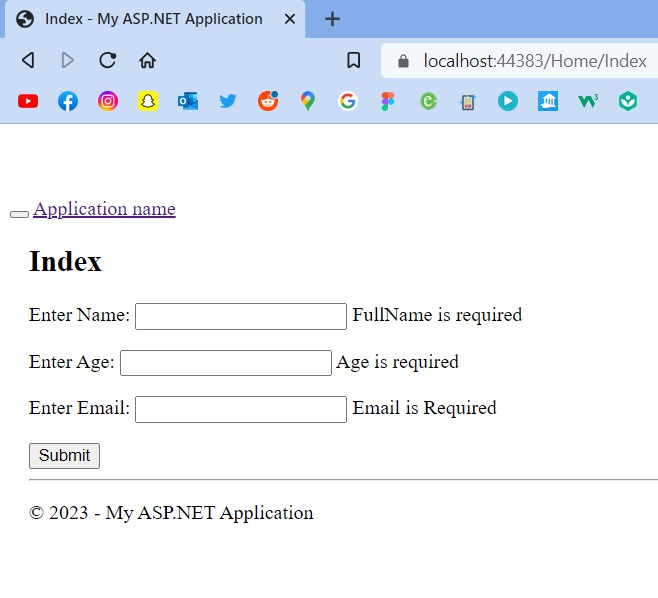 Index - My ASP.NET Application
localhost:44383/Home/Index
Application name
Index
Enter Name: FullName is required
Enter Age: Age is required
Enter Email: Email is Required
Submit
© 2023 - My ASP.NET Application